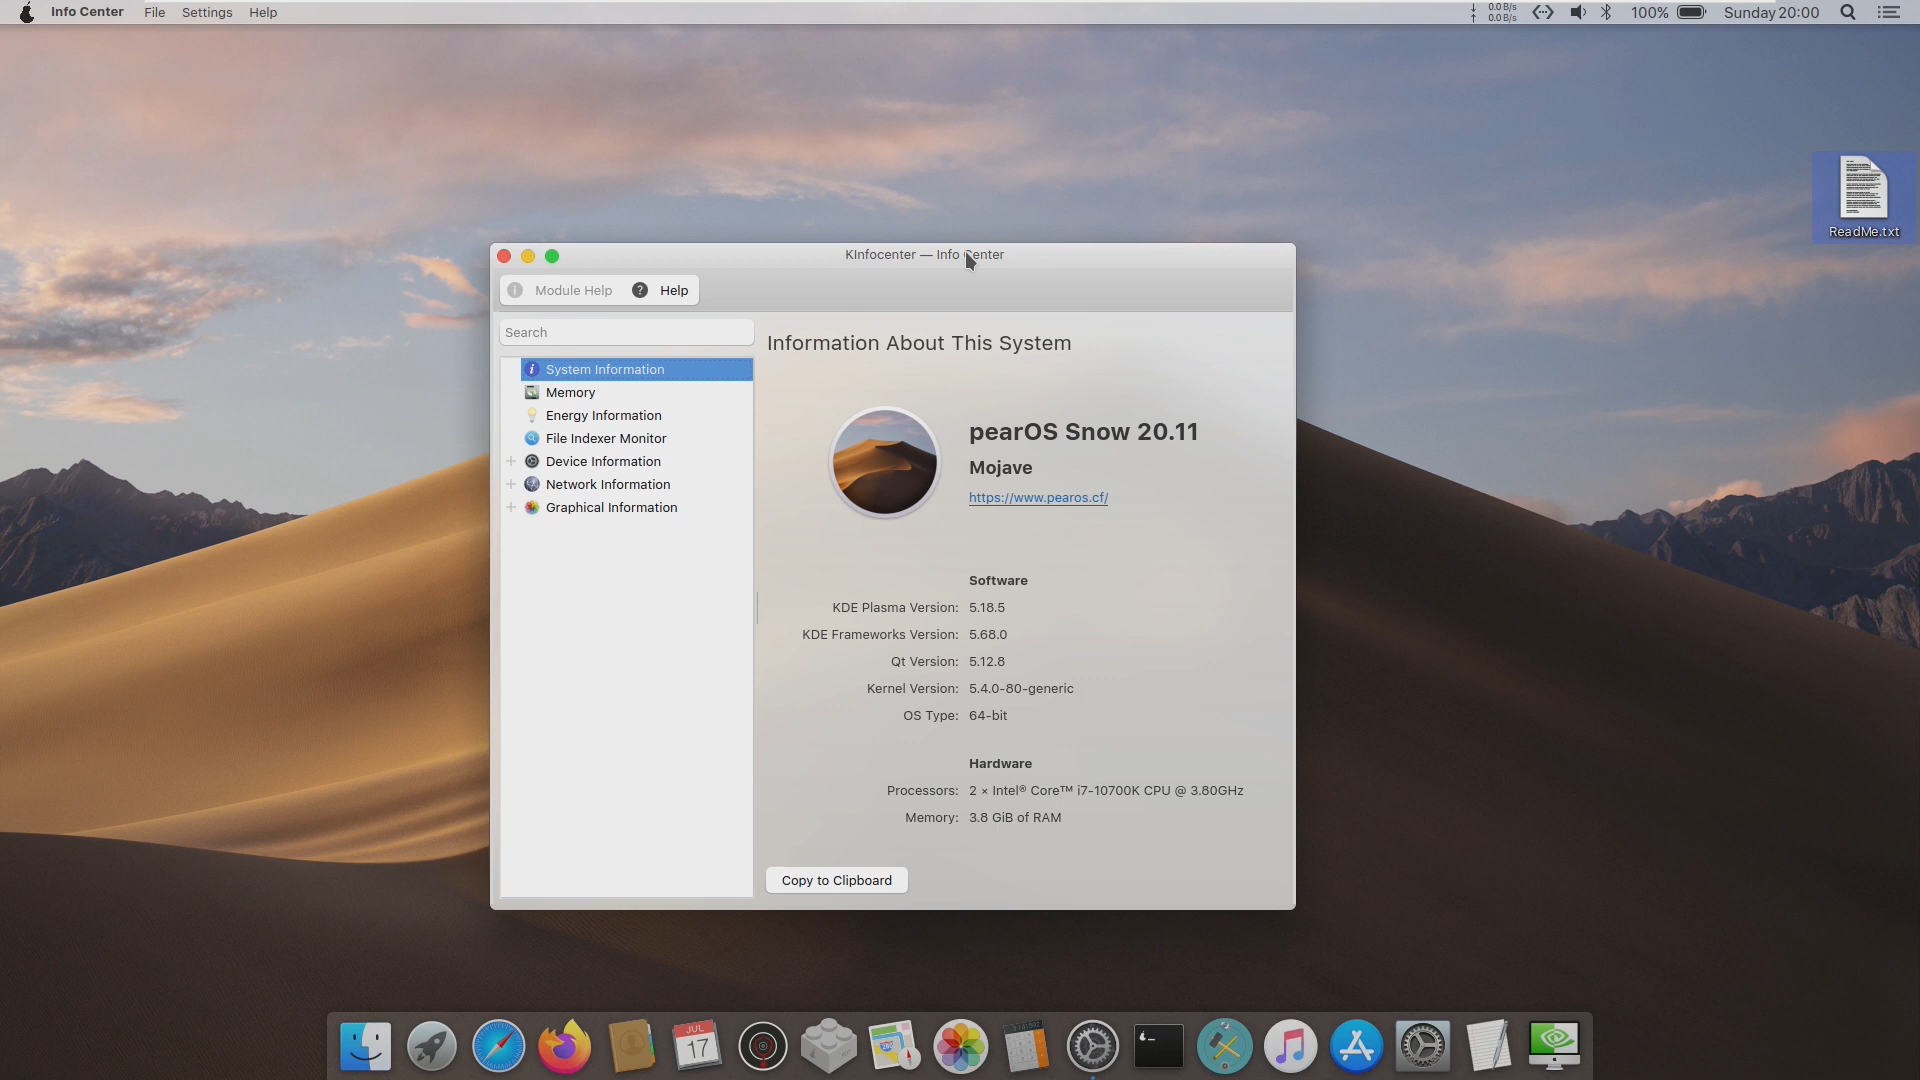 Info Center File Settings Help
0.0 B/s
0.0 B/s
100% Sunday 20:00
ReadMe.txt
KInfocenter — Info Center
Module Help Help
Search
System Information
Memory
Energy Information
File Indexer Monitor
Device Information
Network Information
Graphical Information
Information About This System
pearOS Snow 20.11
Mojave
https://www.pearos.cf/
Software
KDE Plasma Version: 5.18.5
KDE Frameworks Version: 5.68.0
Qt Version: 5.12.8
Kernel Version: 5.4.0-80-generic
OS Type: 64-bit
Hardware
Processors: 2 × Intel® Core™ i7-10700K CPU @ 3.80GHz
Memory: 3.8 GiB of RAM
Copy to Clipboard
JUL
17